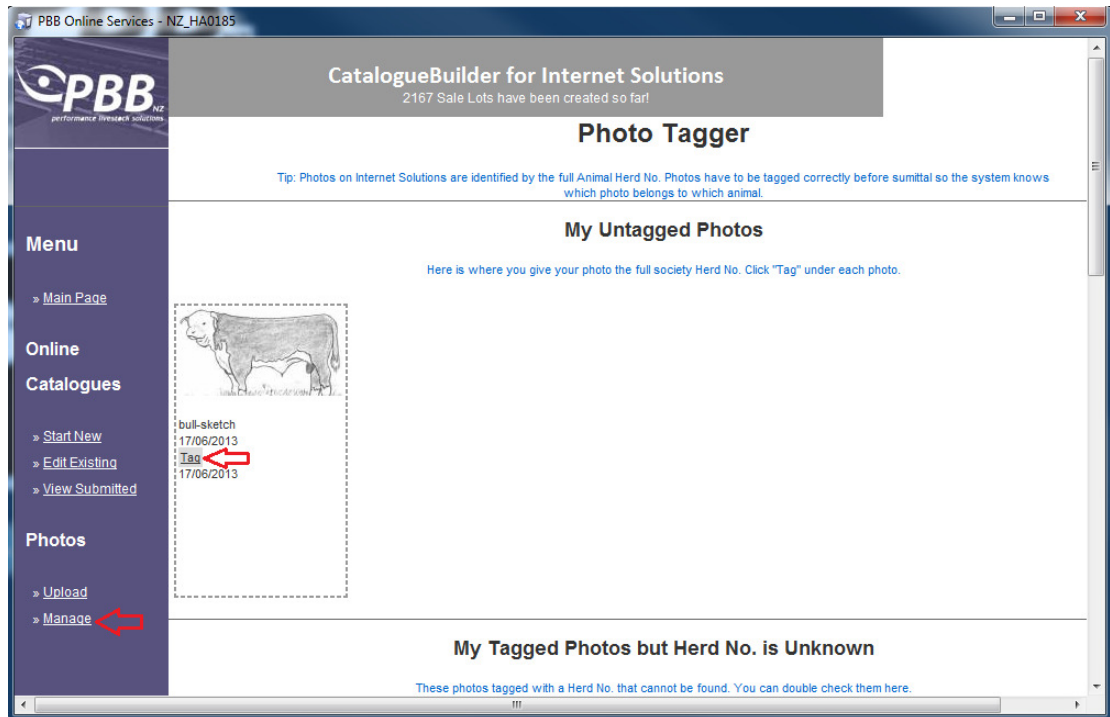 PBB Online Services - NZ_HA0185
PBB NZ
performance livestock solutions
CatalogueBuilder for Internet Solutions
2167 Sale Lots have been created so far!
Photo Tagger
Tip: Photos on Internet Solutions are identified by the full Animal Herd No. Photos have to be tagged correctly before sumittal so the system knows
which photo belongs to which animal.
Menu
» Main Page
Online
Catalogues
» Start New
» Edit Existing
» View Submitted
Photos
» Upload
» Manage
My Untagged Photos
Here is where you give your photo the full society Herd No. Click "Tag" under each photo.
bull-sketch
17/06/2013
Tag
17/06/2013
My Tagged Photos but Herd No. is Unknown
These photos tagged with a Herd No. that cannot be found. You can double check them here.